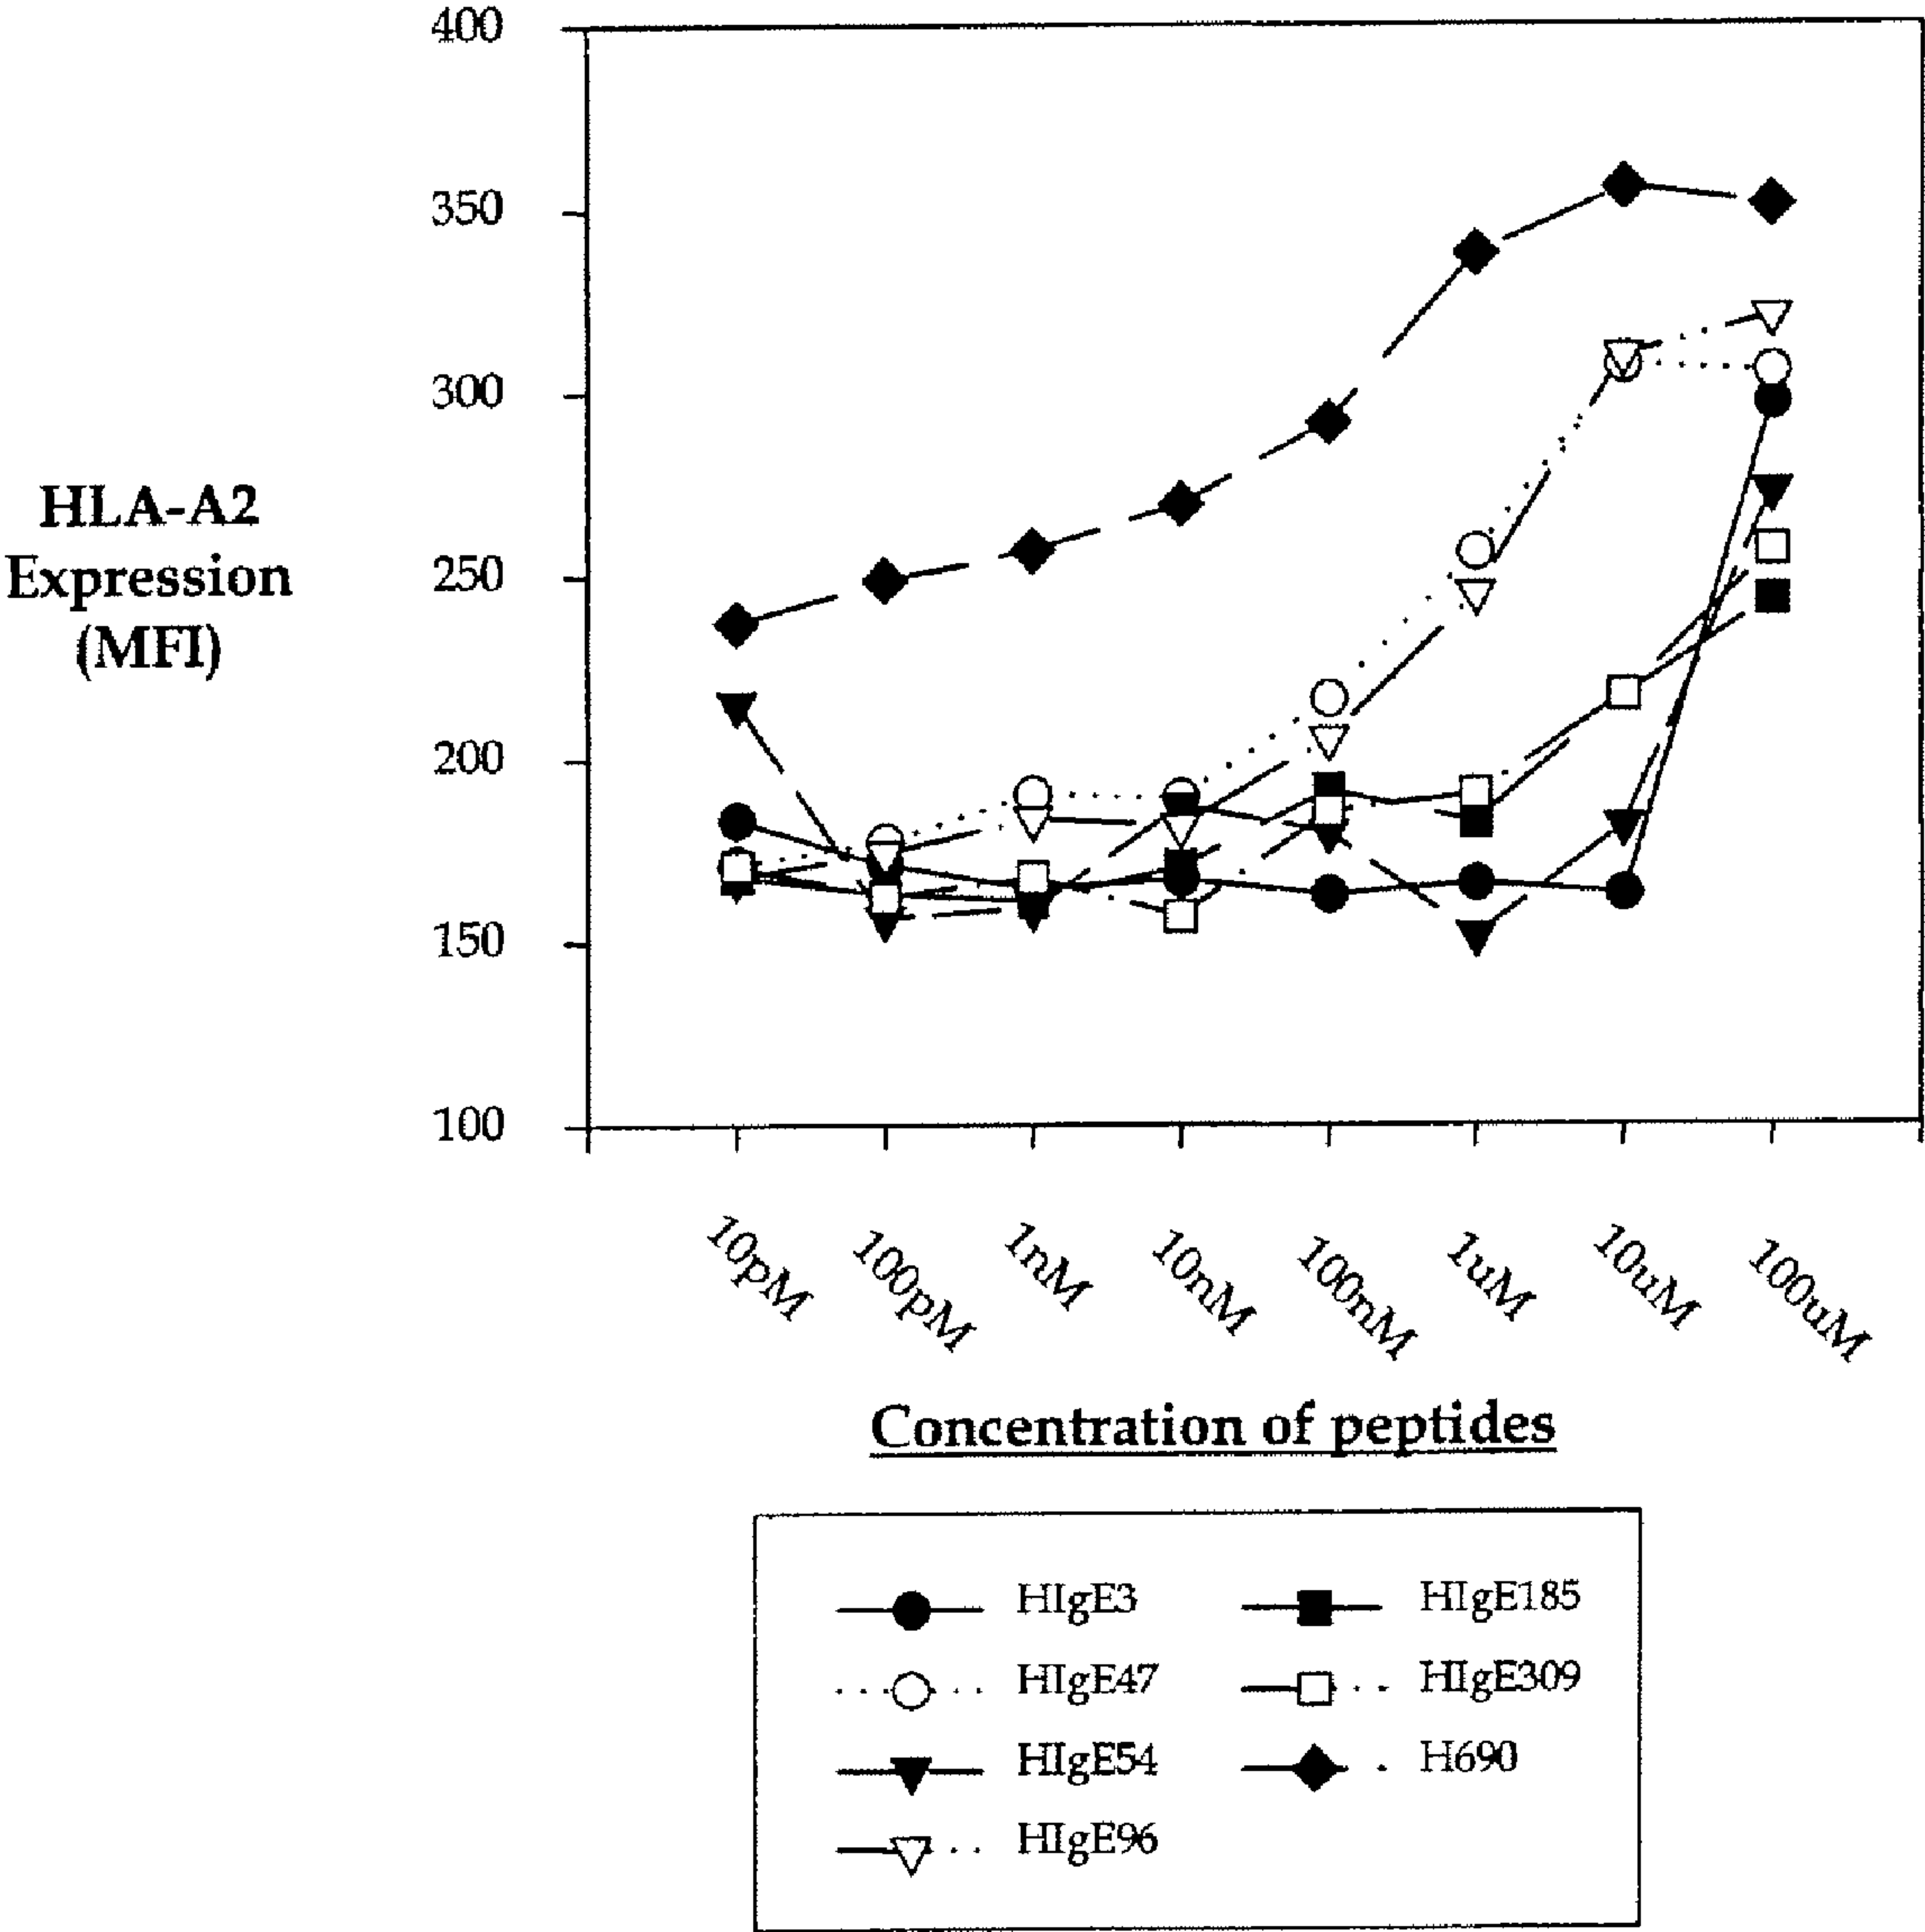 400
350
300
250
200
150
100
HLA-A2
Expression
(MFI)
10pM
100pM
1nM
10nM
100nM
1uM
10uM
100uM
Concentration of peptides
HIgE3
HIgE47
HIgE54
HIgE96
HIgE185
HIgE309
H690